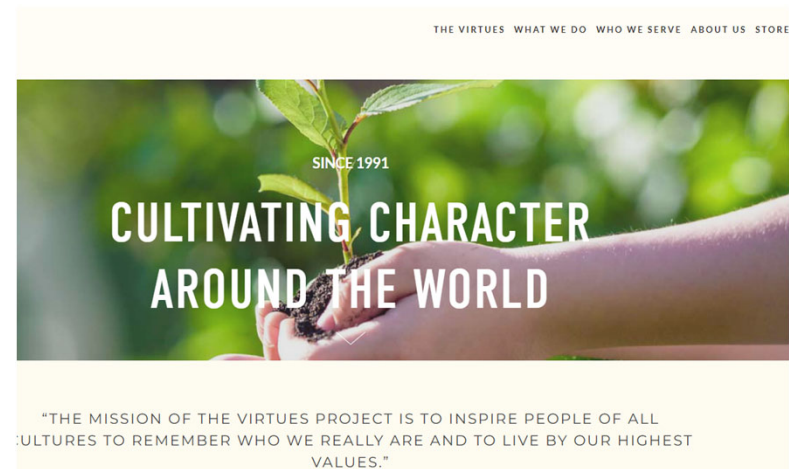 THE VIRTUES WHAT WE DO WHO WE SERVE ABOUT US STORE
SINCE 1991
CULTIVATING CHARACTER
AROUND THE WORLD
“THE MISSION OF THE VIRTUES PROJECT IS TO INSPIRE PEOPLE OF ALL
CULTURES TO REMEMBER WHO WE REALLY ARE AND TO LIVE BY OUR HIGHEST
VALUES.”